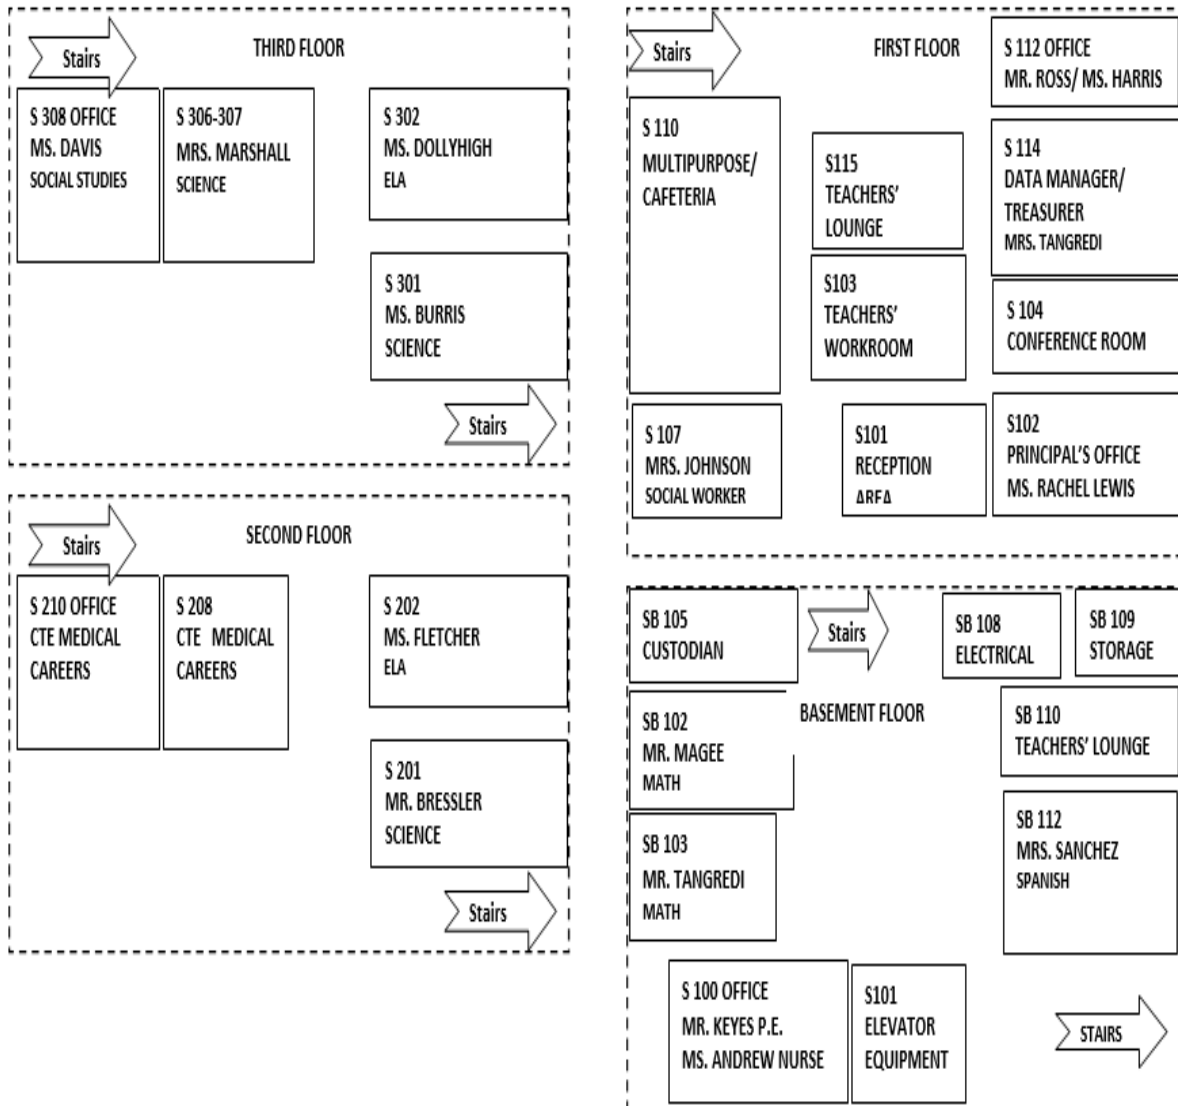 Stairs
THIRD FLOOR
S 308 OFFICE
MS. DAVIS
SOCIAL STUDIES
S 306-307
MRS. MARSHALL
SCIENCE
S 302
MS. DOLLYHIGH
ELA
S 301
MS. BURRIS
SCIENCE
Stairs
Stairs
SECOND FLOOR
S 210 OFFICE
CTE MEDICAL
CAREERS
S 208
CTE MEDICAL
CAREERS
S 202
MS. FLETCHER
ELA
S 201
MR. BRESSLER
SCIENCE
Stairs
Stairs
FIRST FLOOR
S 112 OFFICE
MR. ROSS/ MS. HARRIS
S 110
MULTIPURPOSE/
CAFETERIA
S115
TEACHERS'
LOUNGE
S 114
DATA MANAGER/
TREASURER
MRS. TANGREDI
S103
TEACHERS'
WORKROOM
S 104
CONFERENCE ROOM
S 107
MRS. JOHNSON
SOCIAL WORKER
S101
RECEPTION
AREA
S102
PRINCIPAL'S OFFICE
MS. RACHEL LEWIS
SB 105
CUSTODIAN
Stairs
SB 108
ELECTRICAL
SB 109
STORAGE
BASEMENT FLOOR
SB 102
MR. MAGEE
MATH
SB 110
TEACHERS' LOUNGE
SB 103
MR. TANGREDI
MATH
SB 112
MRS. SANCHEZ
SPANISH
S 100 OFFICE
MR. KEYES P.E.
MS. ANDREW NURSE
S101
ELEVATOR
EQUIPMENT
STAIRS